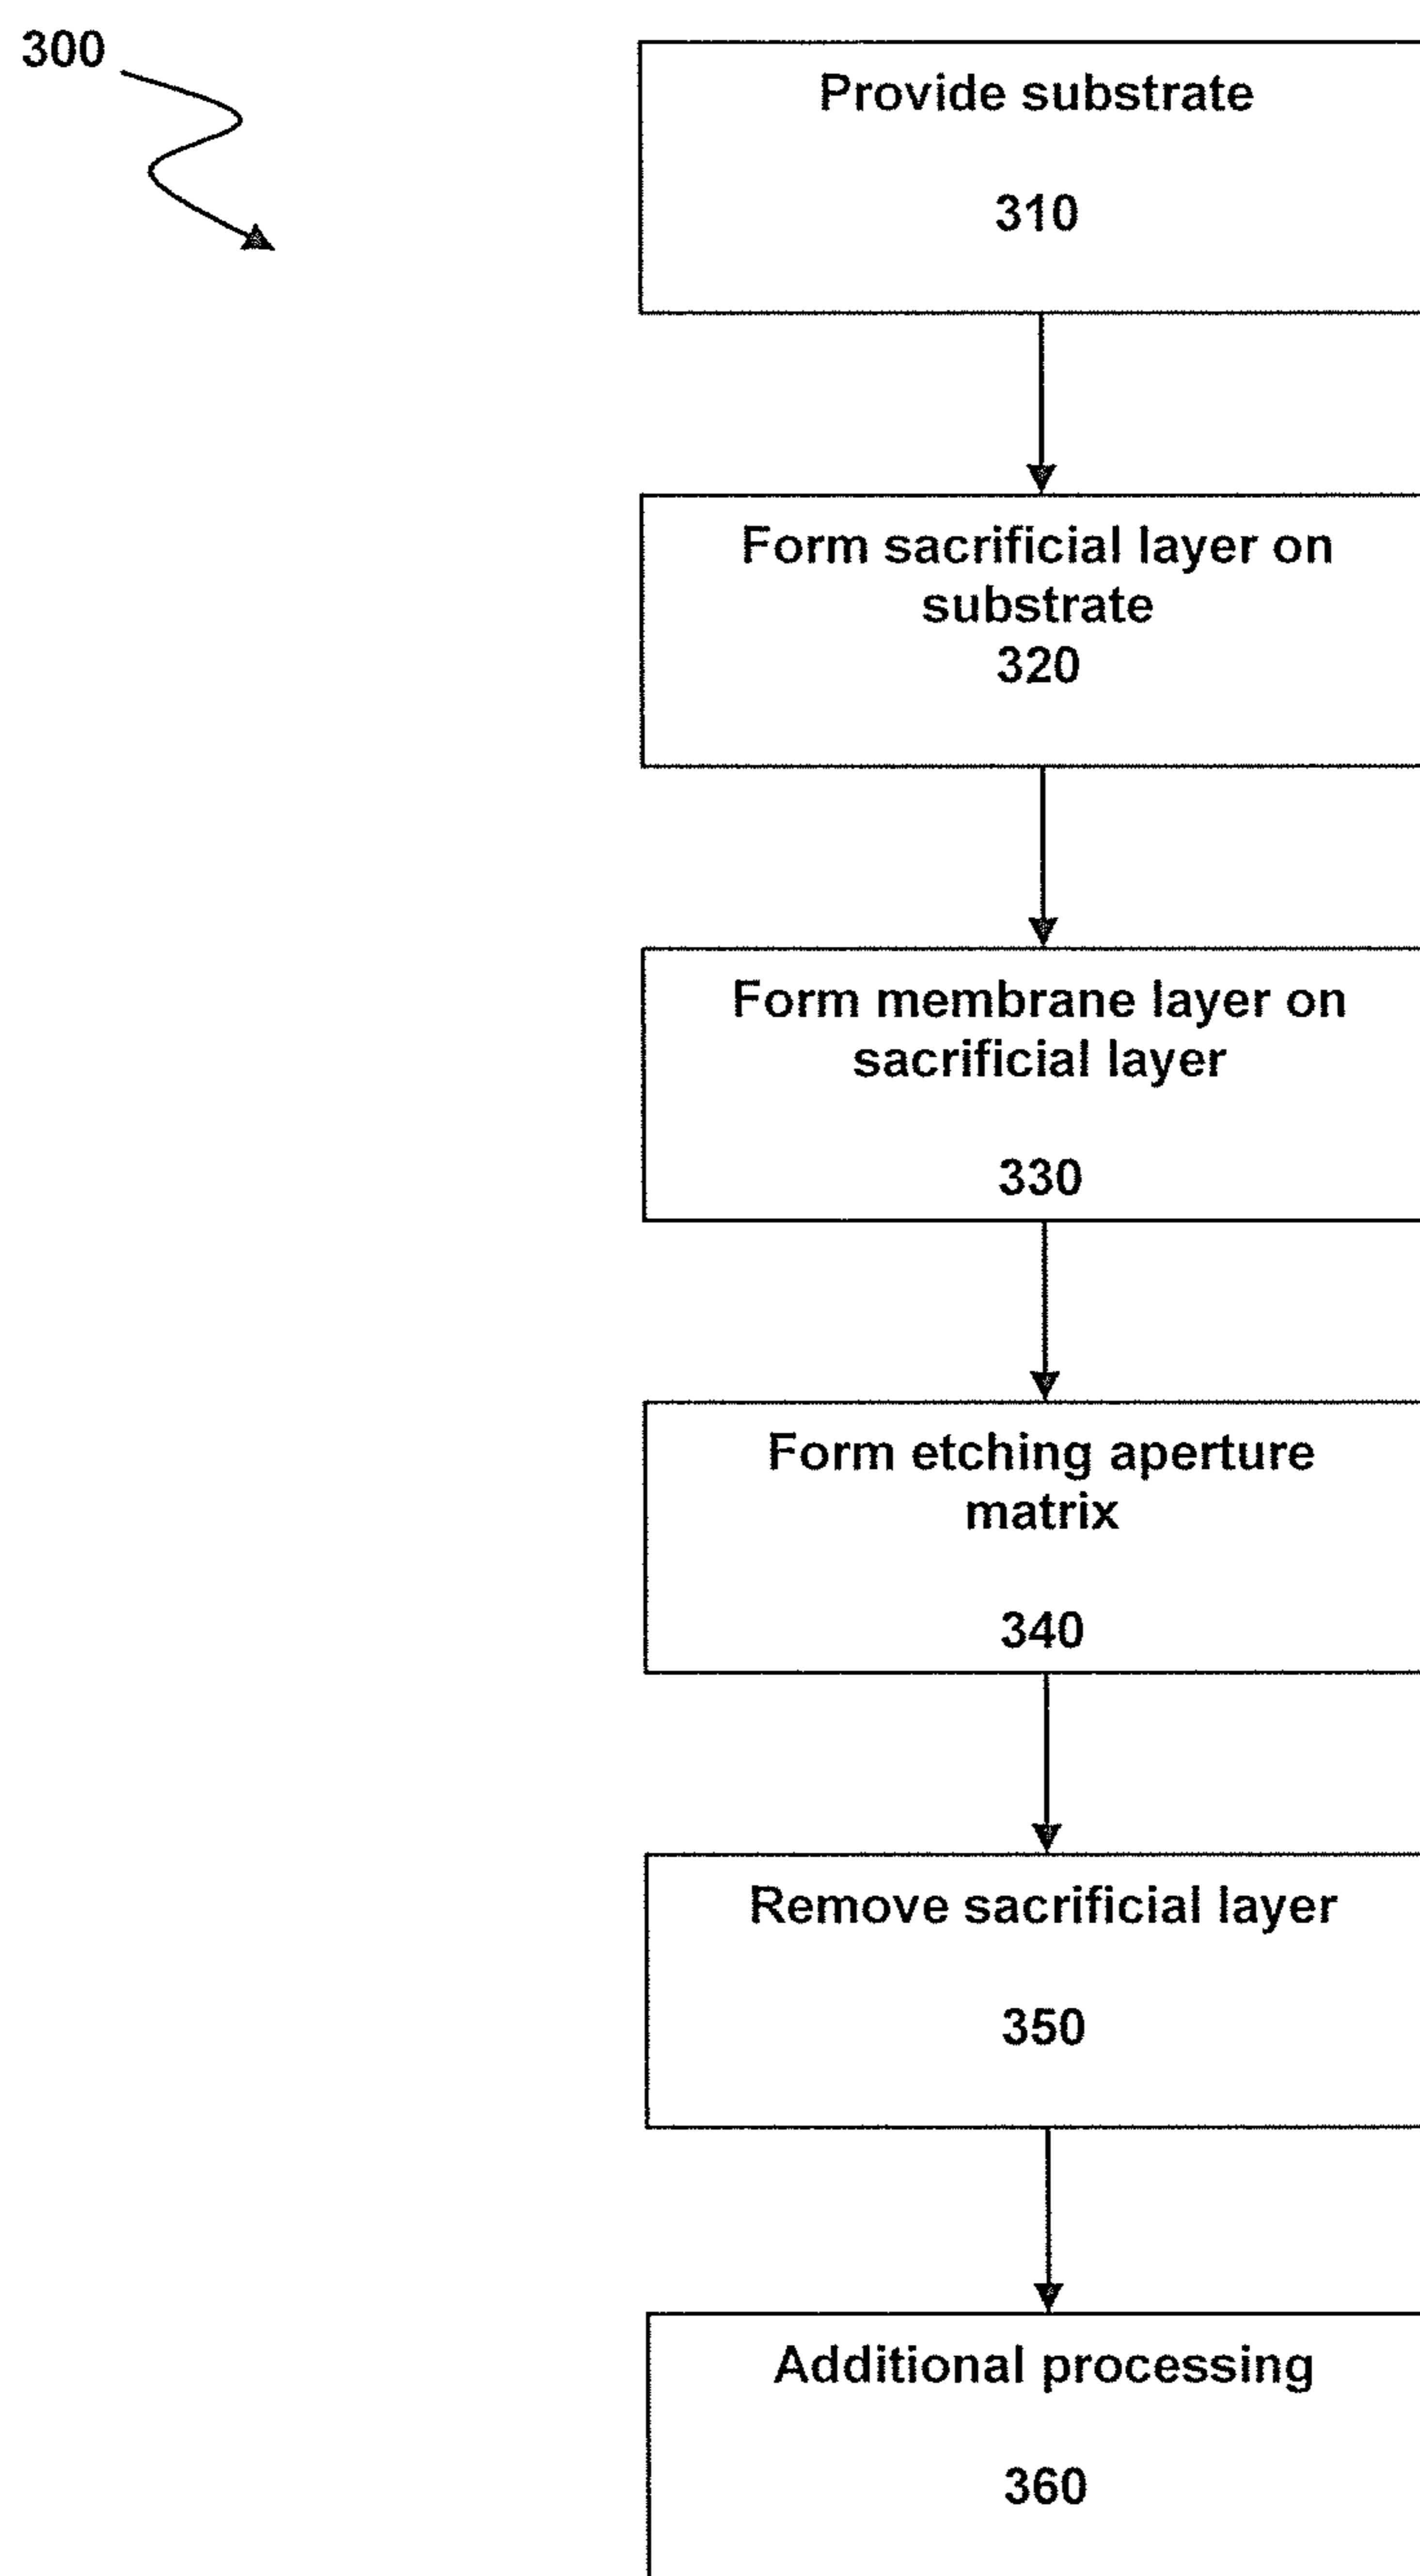 300
Provide substrate
310
Form sacrificial layer on
substrate
320
Form membrane layer on
sacrificial layer
330
Form etching aperture
matrix
340
Remove sacrificial layer
350
Additional processing
360